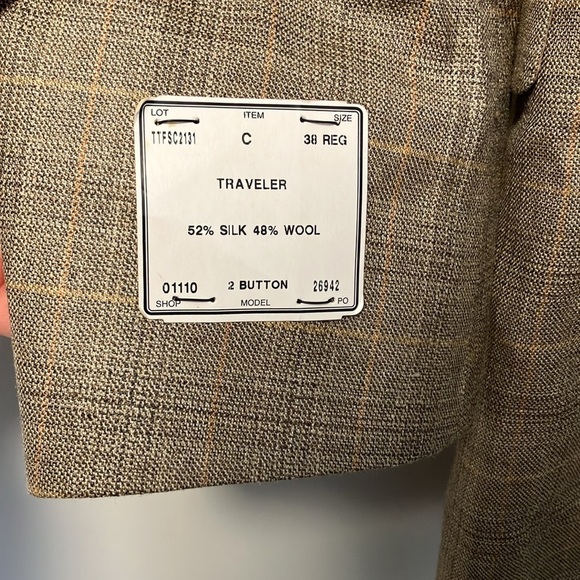 LOT ITEM SIZE
TTFSC2131 C 38 REG
TRAVELER
52% SILK 48% WOOL
01110 2 BUTTON 26942
SHOP MODEL PO